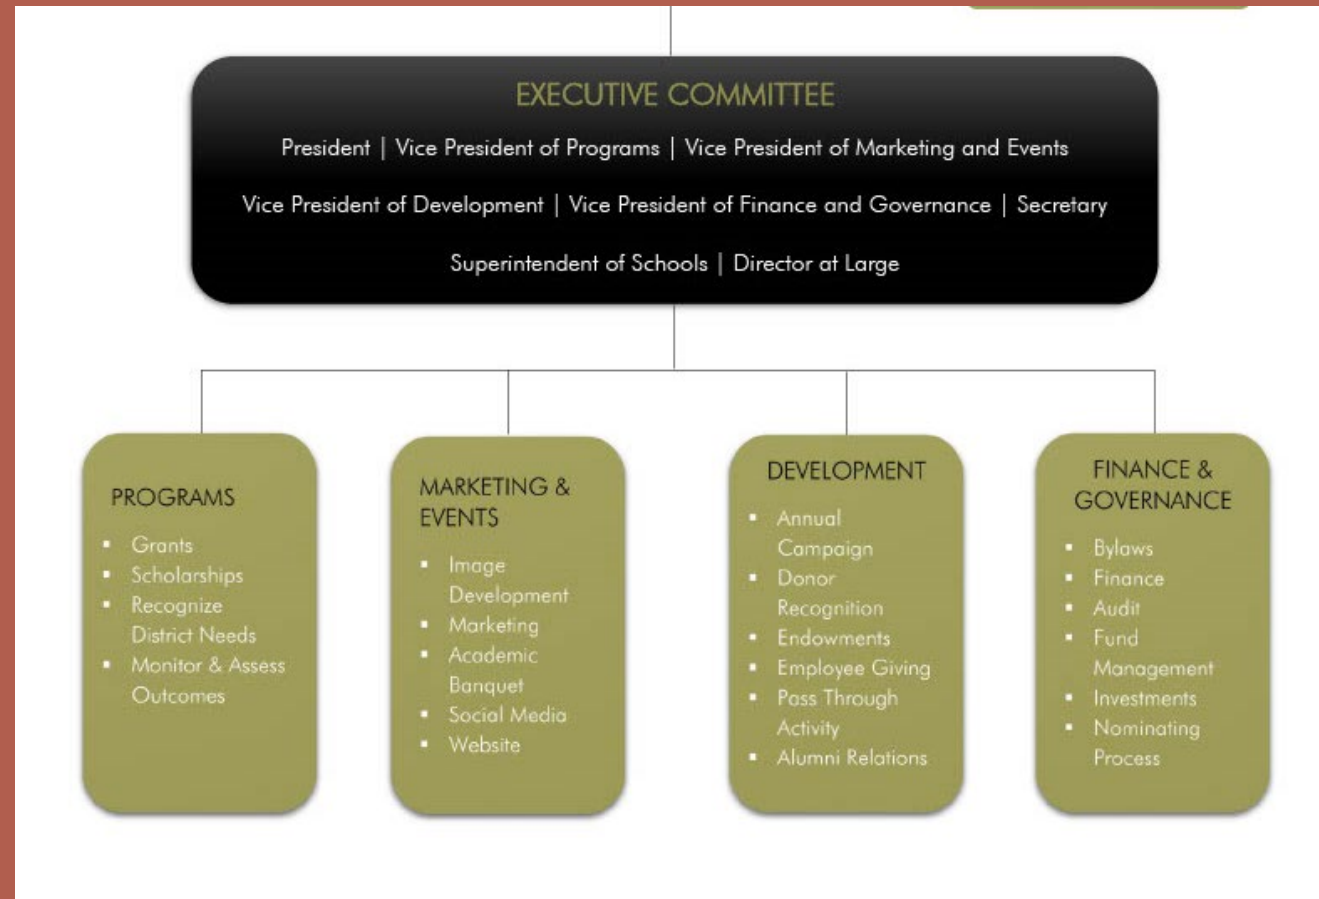 EXECUTIVE COMMITTEE
President | Vice President of Programs | Vice President of Marketing and Events
Vice President of Development | Vice President of Finance and Governance | Secretary
Superintendent of Schools | Director at Large
PROGRAMS
▪ Grants
▪ Scholarships
▪ Recognize
District Needs
▪ Monitor & Assess
Outcomes
MARKETING &
EVENTS
▪ Image
Development
▪ Marketing
▪ Academic
Banquet
▪ Social Media
▪ Website
DEVELOPMENT
▪ Annual
Campaign
▪ Donor
Recognition
▪ Endowments
▪ Employee Giving
▪ Pass Through
Activity
▪ Alumni Relations
FINANCE &
GOVERNANCE
▪ Bylaws
▪ Finance
▪ Audit
▪ Fund
Management
▪ Investments
▪ Nominating
Process